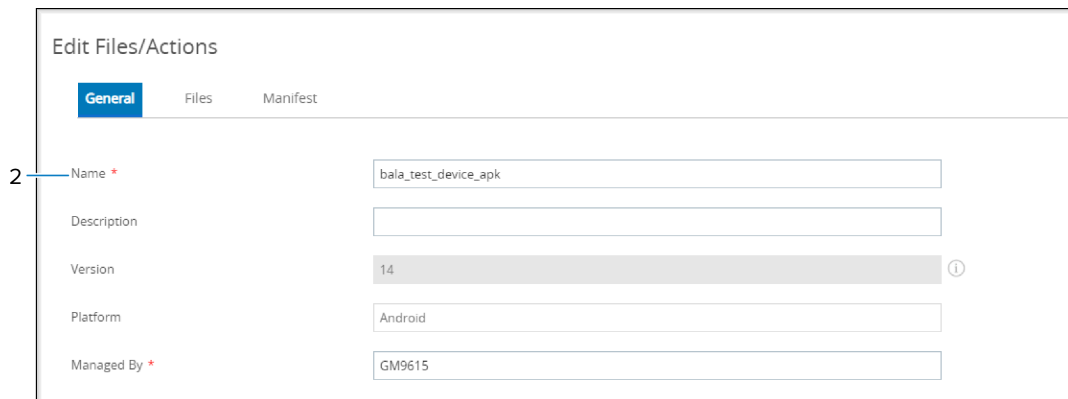 Edit Files/Actions
General Files Manifest
2 Name * bala_test_device_apk
Description
Version 14
Platform Android
Managed By * GM9615